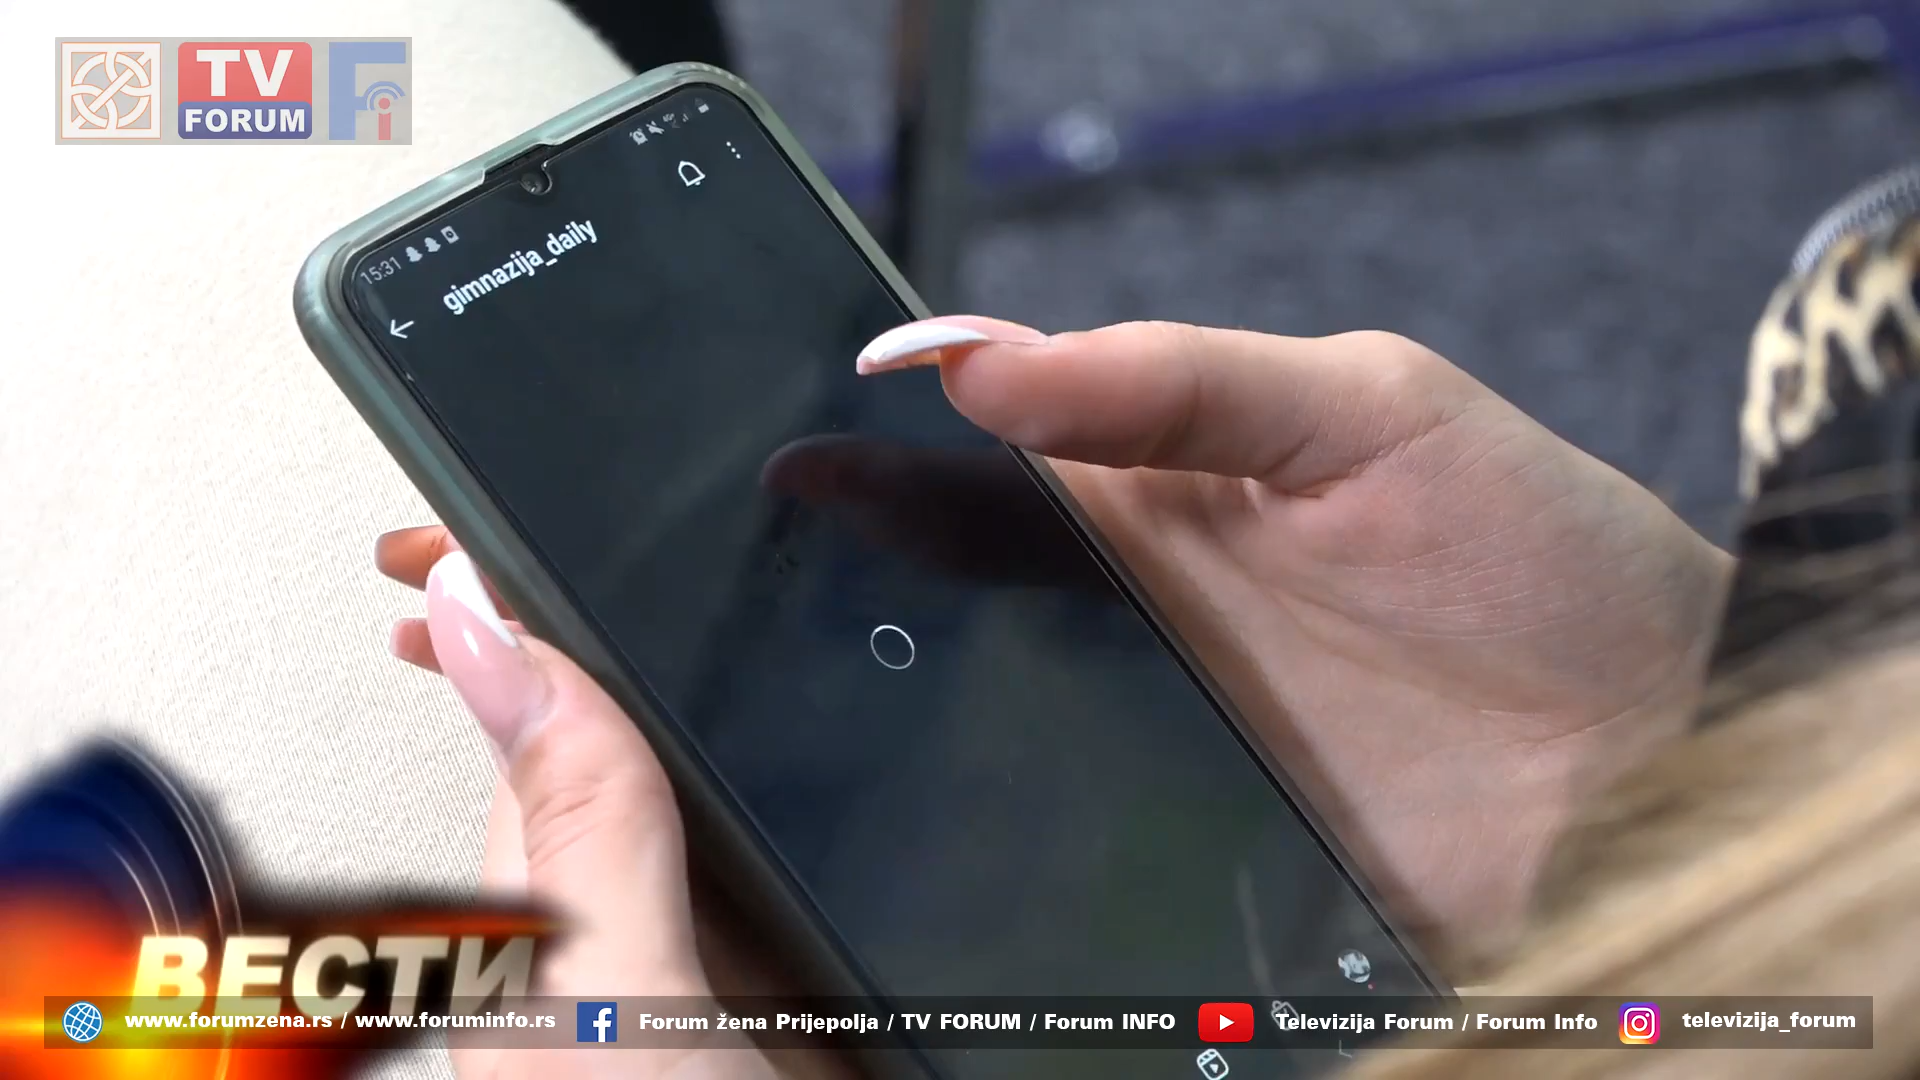 TV
FORUM
Fi
15:31
gimnazija_daily
ВЕСТИ
www.forumzena.rs / www.foruminfo.rs
Forum žena Prijepolja / TV FORUM / Forum INFO
Televizija Forum / Forum Info
televizija_forum